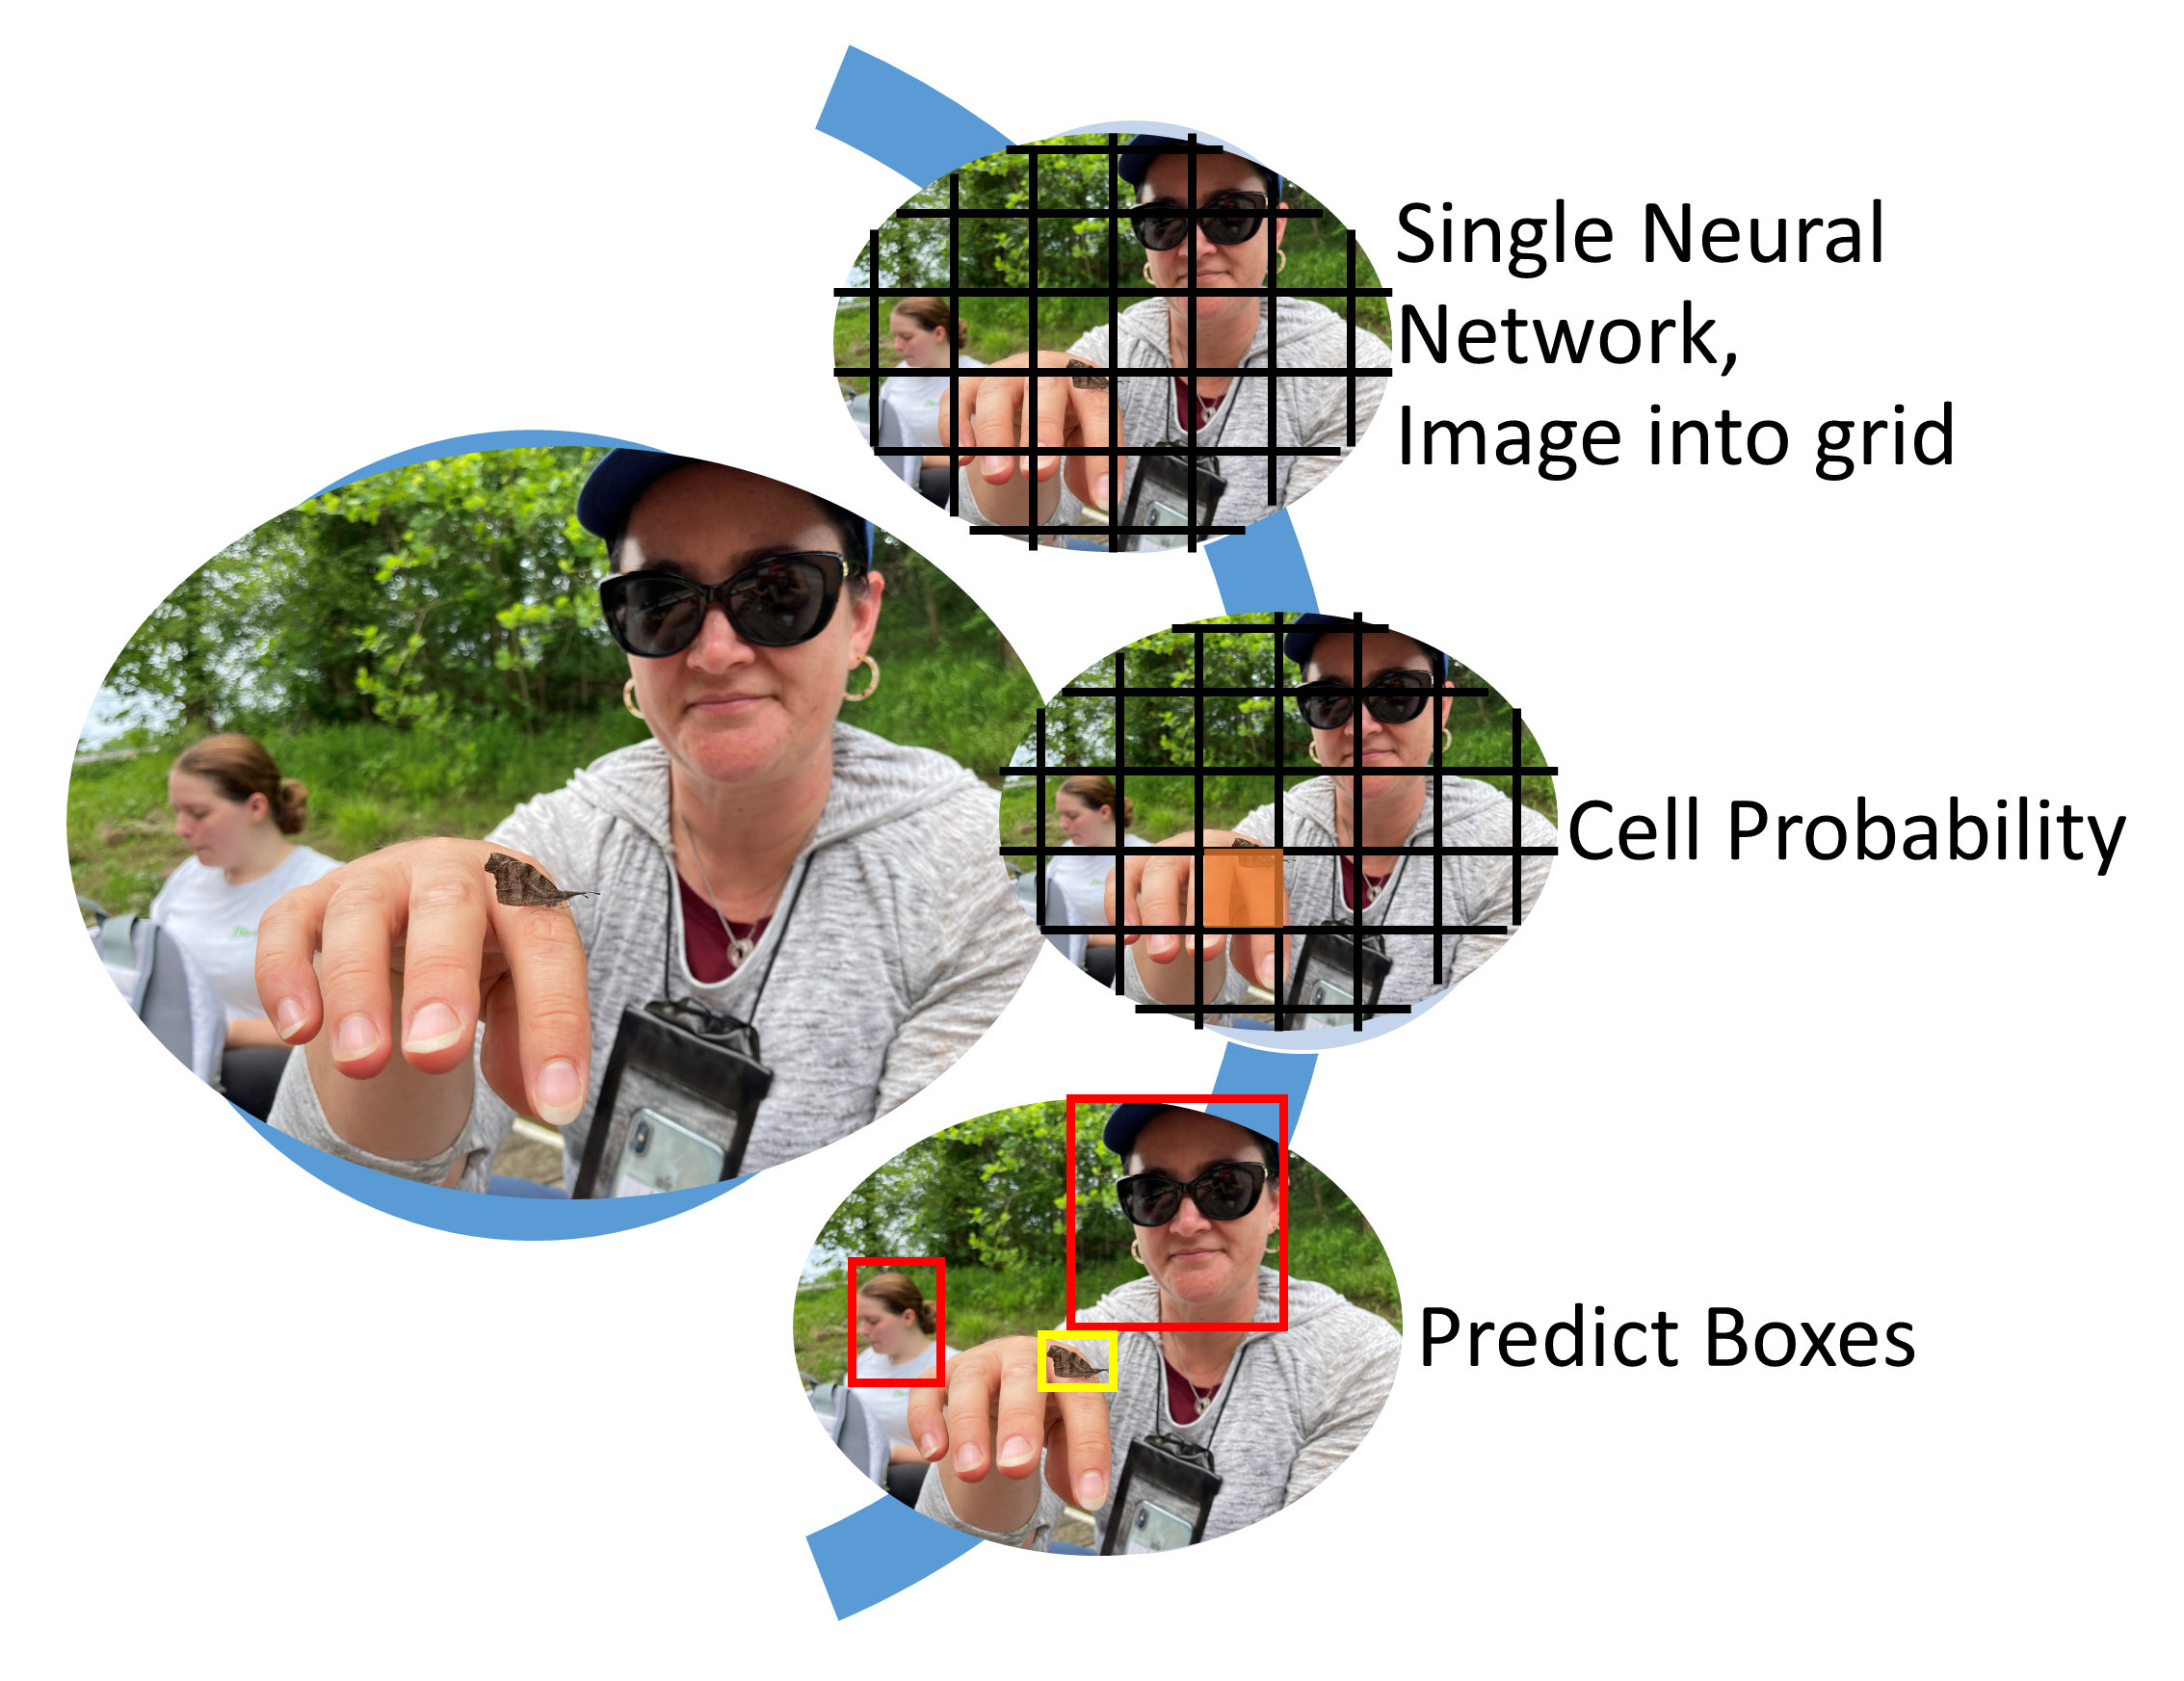 Single Neural
Network,
Image into grid
Cell Probability
Predict Boxes